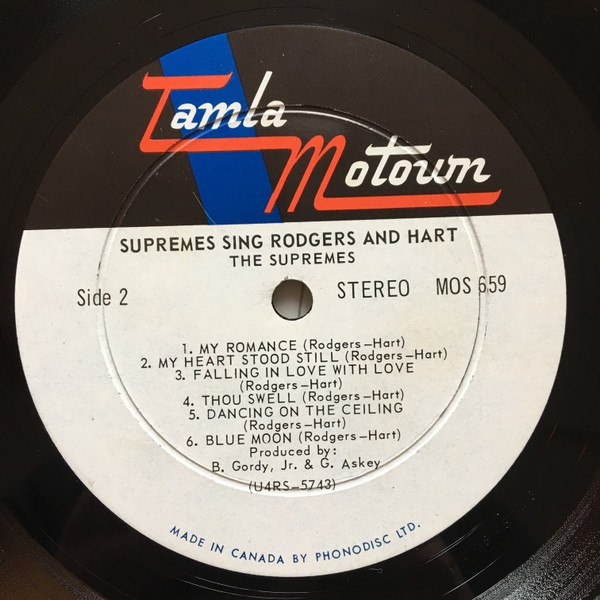 Tamla
Motown
SUPREMES SING RODGERS AND HART
THE SUPREMES
Side 2 STEREO MOS 659
1. MY ROMANCE (Rodgers-Hart)
2. MY HEART STOOD STILL (Rodgers-Hart)
3. FALLING IN LOVE WITH LOVE
(Rodgers-Hart)
4. THOU SWELL (Rodgers-Hart)
5. DANCING ON THE CEILING
(Rodgers-Hart)
6. BLUE MOON (Rodgers-Hart)
Produced by:
B. Gordy, Jr. & G. Askey
(U4RS-5743)
MADE IN CANADA BY PHONODISC LTD.